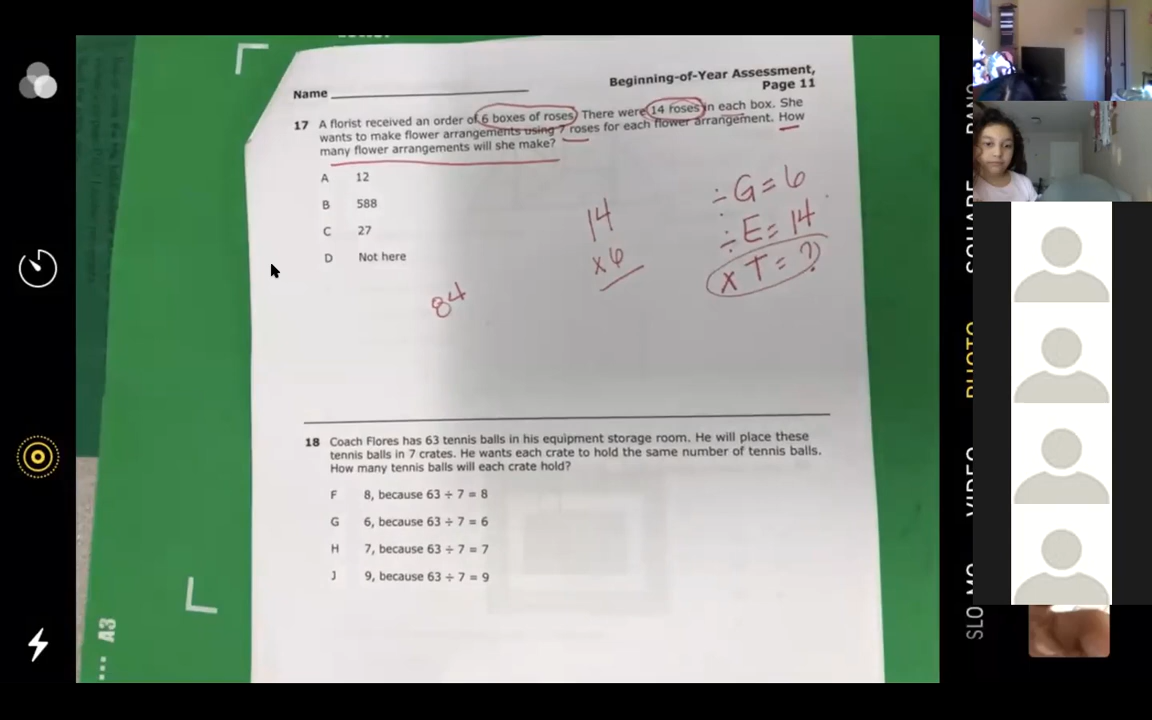 Name
Beginning-of-Year Assessment,
Page 11
17 A florist received an order of 6 boxes of roses. There were 14 roses in each box. She
wants to make flower arrangements using 7 roses for each flower arrangement. How
many flower arrangements will she make?
A 12
B 588
C 27
D Not here
14
x6
84
÷G=6
÷E=14
xT=?
18 Coach Flores has 63 tennis balls in his equipment storage room. He will place these
tennis balls in 7 crates. He wants each crate to hold the same number of tennis balls.
How many tennis balls will each crate hold?
F 8, because 63 ÷ 7 = 8
G 6, because 63 ÷ 7 = 6
H 7, because 63 ÷ 7 = 7
J 9, because 63 ÷ 7 = 9
... A3
SLO-MO
VIDEO
PHOTO
SQUARE
PANO